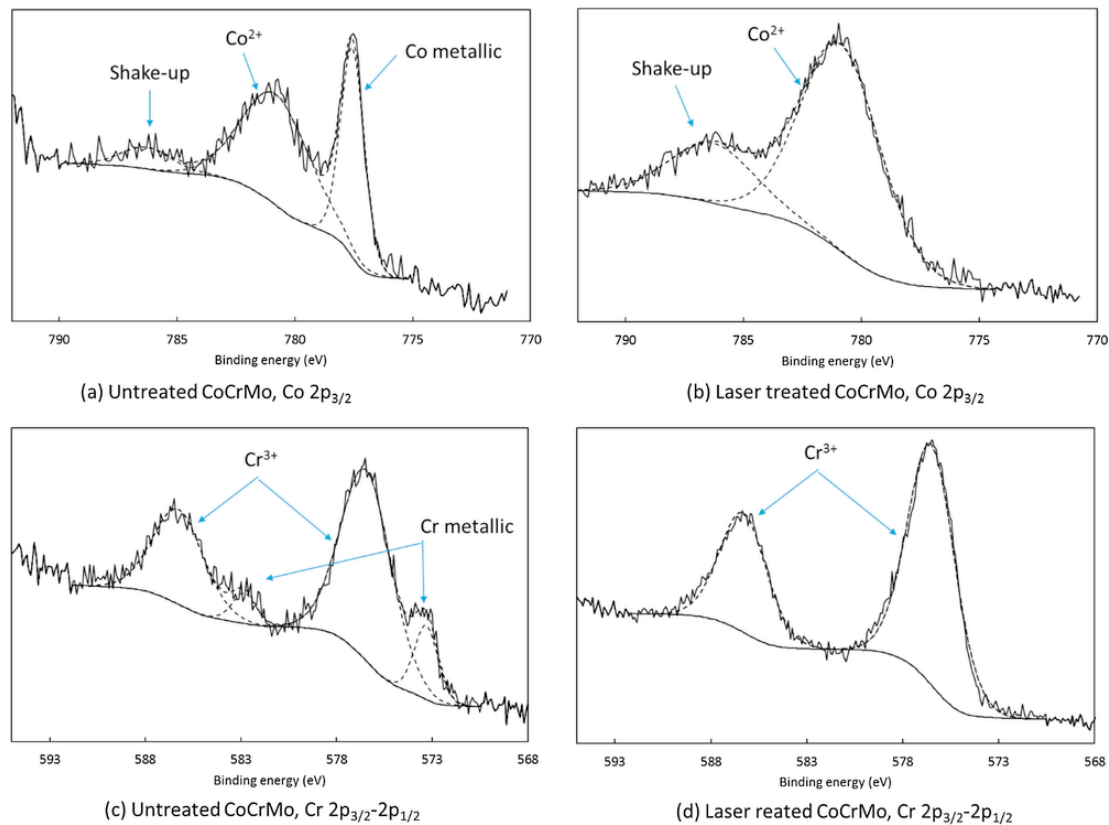 Co²⁺
Co metallic
Shake-up
790 785 780 775 770
Binding energy (eV)
(a) Untreated CoCrMo, Co 2p₃/₂
Co²⁺
Shake-up
790 785 780 775 770
Binding energy (eV)
(b) Laser treated CoCrMo, Co 2p₃/₂
Cr³⁺
Cr metallic
593 588 578 573 568
Binding energy (eV)
(c) Untreated CoCrMo, Cr 2p₃/₂-2p₁/₂
Cr³⁺
593 588 583 578 573 568
Binding energy (eV)
(d) Laser reated CoCrMo, Cr 2p₃/₂-2p₁/₂